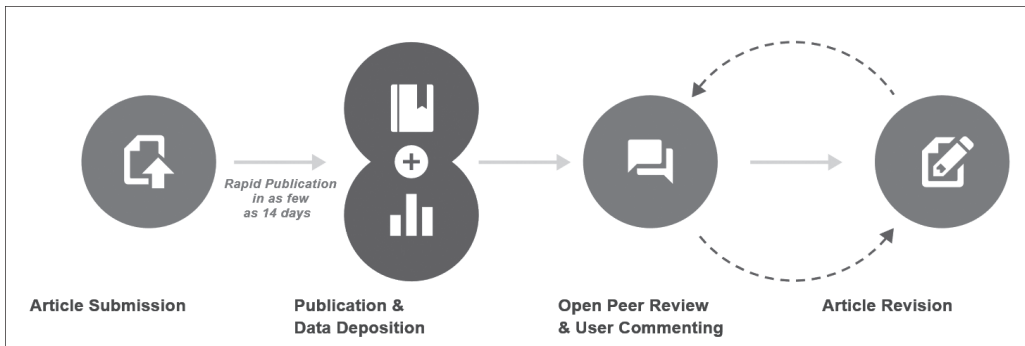 Rapid Publication
in as few
as 14 days
Article Submission
Publication &
Data Deposition
Open Peer Review
& User Commenting
Article Revision